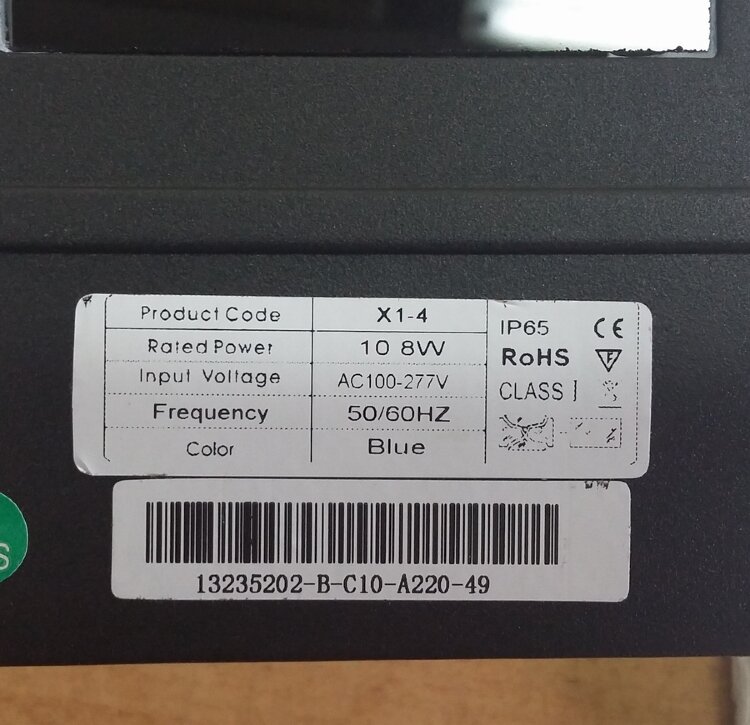 Product Code X1-4
Rated Power 10 8W
Input Voltage AC100-277V
Frequency 50/60HZ
Color Blue
IP65 CE
RoHS F
CLASS I
S
13235202-B-C10-A220-49